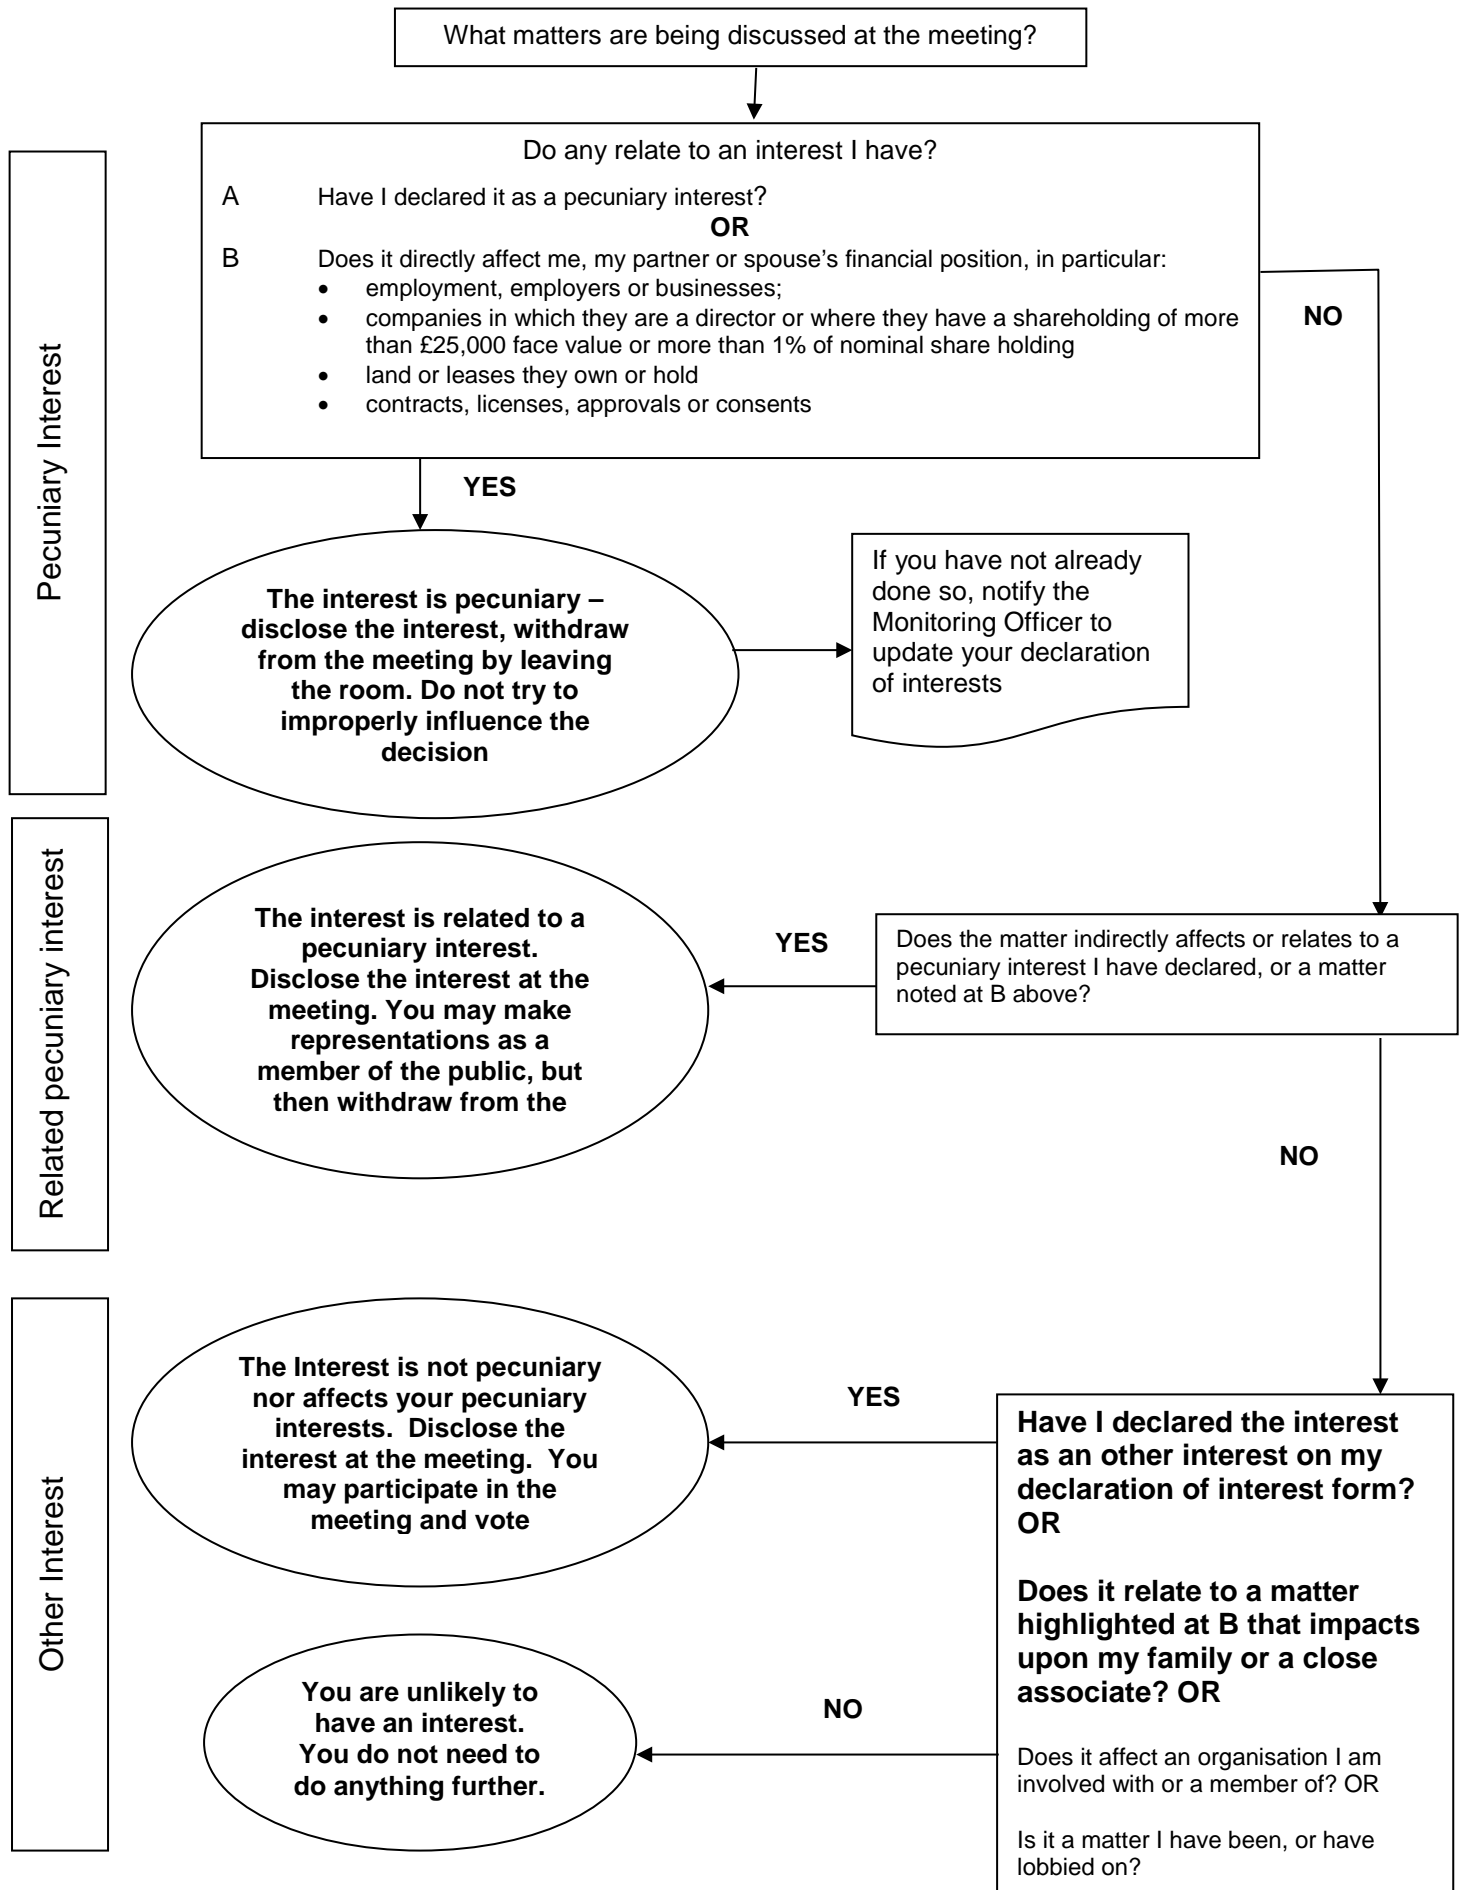 What matters are being discussed at the meeting?
Do any relate to an interest I have?
A Have I declared it as a pecuniary interest?
OR
B Does it directly affect me, my partner or spouse's financial position, in particular:
• employment, employers or businesses;
• companies in which they are a director or where they have a shareholding of more
than £25,000 face value or more than 1% of nominal share holding
• land or leases they own or hold
• contracts, licenses, approvals or consents
NO
Pecuniary Interest
YES
The interest is pecuniary –
disclose the interest, withdraw
from the meeting by leaving
the room. Do not try to
improperly influence the
decision
If you have not already
done so, notify the
Monitoring Officer to
update your declaration
of interests
Related pecuniary interest
The interest is related to a
pecuniary interest.
Disclose the interest at the
meeting. You may make
representations as a
member of the public, but
then withdraw from the
YES
Does the matter indirectly affects or relates to a
pecuniary interest I have declared, or a matter
noted at B above?
NO
Other Interest
The Interest is not pecuniary
nor affects your pecuniary
interests. Disclose the
interest at the meeting. You
may participate in the
meeting and vote
YES
Have I declared the interest
as an other interest on my
declaration of interest form?
OR
Does it relate to a matter
highlighted at B that impacts
upon my family or a close
associate? OR
Does it affect an organisation I am
involved with or a member of? OR
Is it a matter I have been, or have
lobbied on?
NO
You are unlikely to
have an interest.
You do not need to
do anything further.